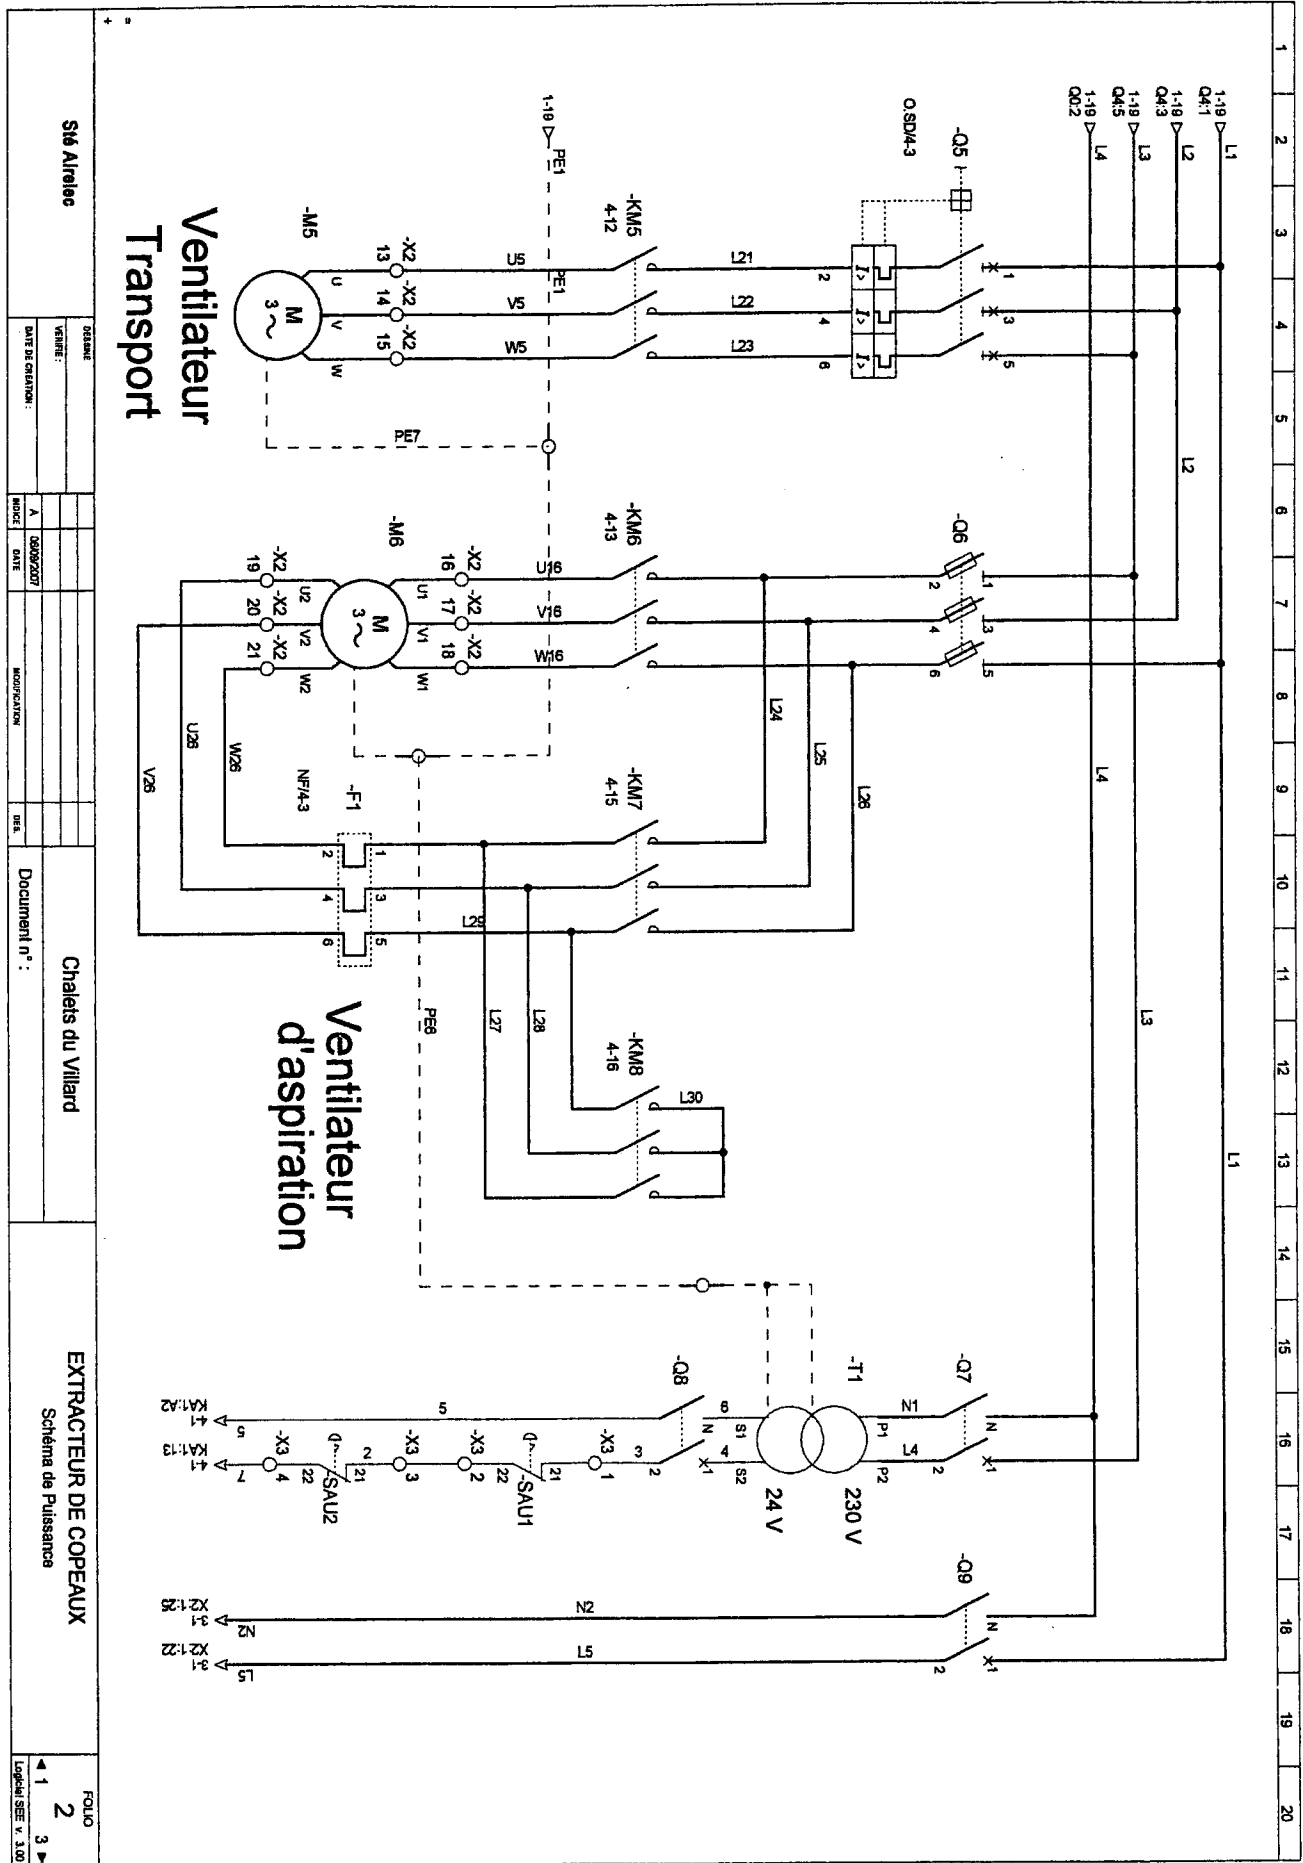 1 2 3 4 5 6 7 8 9 10 11 12 13 14 15 16 17 18 19 20
1-19 L1
Q4:1
1-19 L2
Q4:3
1-19 L3
Q4:5
1-19 L4
Q0:2
L2
L4
L3
L1
-Q5
O.SD/4-3
1 3 5
2 4 6
L21
L22
L23
-KM5
4-12
U5
V5
W5
1-19 PE1
PE1
-X2 -X2 -X2
13 14 15
U V W
-M5
M
3 ~
PE7
Ventilateur
Transport
-Q6
L1 L3 L5
2 4 6
L24
L25
L26
-KM6
4-13
U16
V16
W16
-X2 -X2 -X2
16 17 18
U1 V1 W1
-M6
M
3 ~
U2 V2 W2
-X2 -X2 -X2
19 20 21
U26
V26
W26
-KM7
4-15
L29
-F1
NF/4-3
1 3 5
2 4 6
L27
L28
PE6
-KM8
4-16
L30
Ventilateur
d'aspiration
-Q7
N 1
2
N1
L4
P1
P2
-T1
230 V
24 V
S1
S2
6
4
-Q8
N 1
2
5
3
-X3
1
21
-SAU1
22
-X3
2
-X3
3
2
21
-SAU2
22
-X3
4
5
4-1
KA1:A2
7
4-1
KA1:13
-Q9
N 1
2
N2
L5
N2
3-1
L5
3-1
X2:1:22
Sté Airelec
DESSINE
VERIFIE :
DATE DE CREATION :
A 06/09/2007
INDICE DATE MODIFICATION DES.
Chalets du Villard
Document n° :
EXTRACTEUR DE COPEAUX
Schéma de Puissance
FOLIO
2
1 3
Logiciel SEE v. 3.00